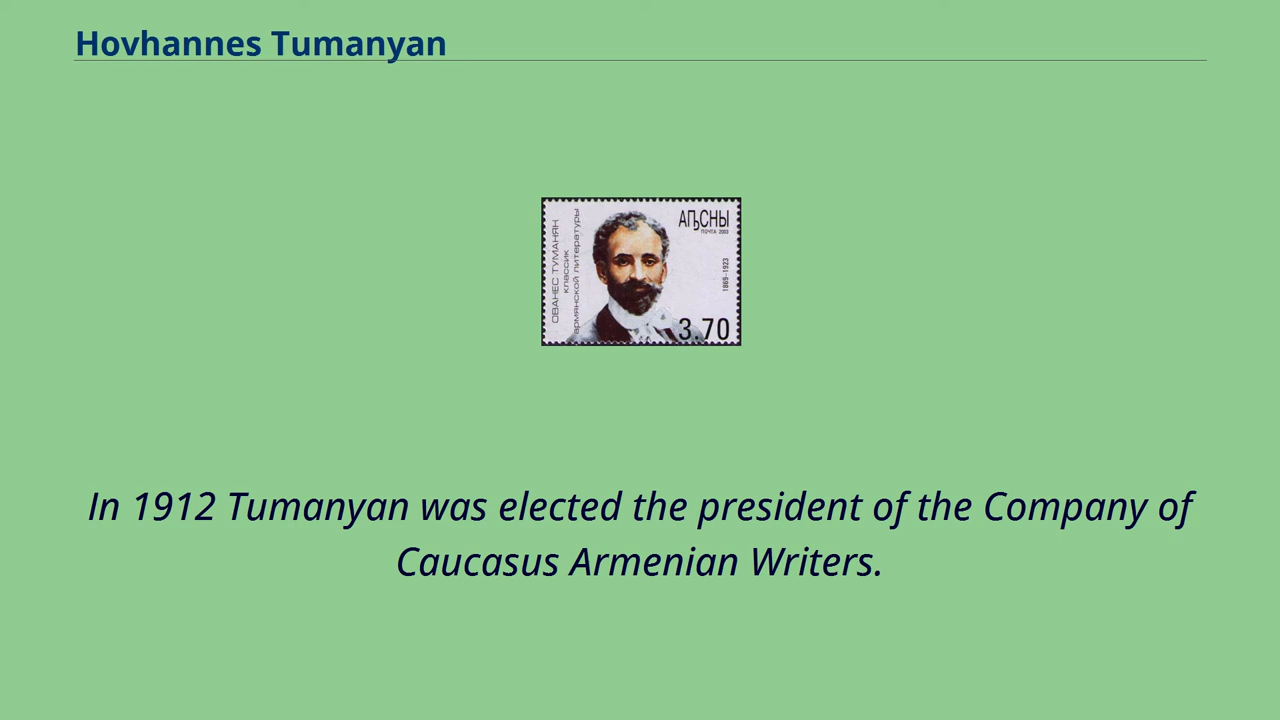 Hovhannes Tumanyan
ОВАНЕС ТУМАНЯН
классик
армянской литературы
АҦСНЫ
ПОЧТА 2003
1869-1923
3.70
In 1912 Tumanyan was elected the president of the Company of
Caucasus Armenian Writers.